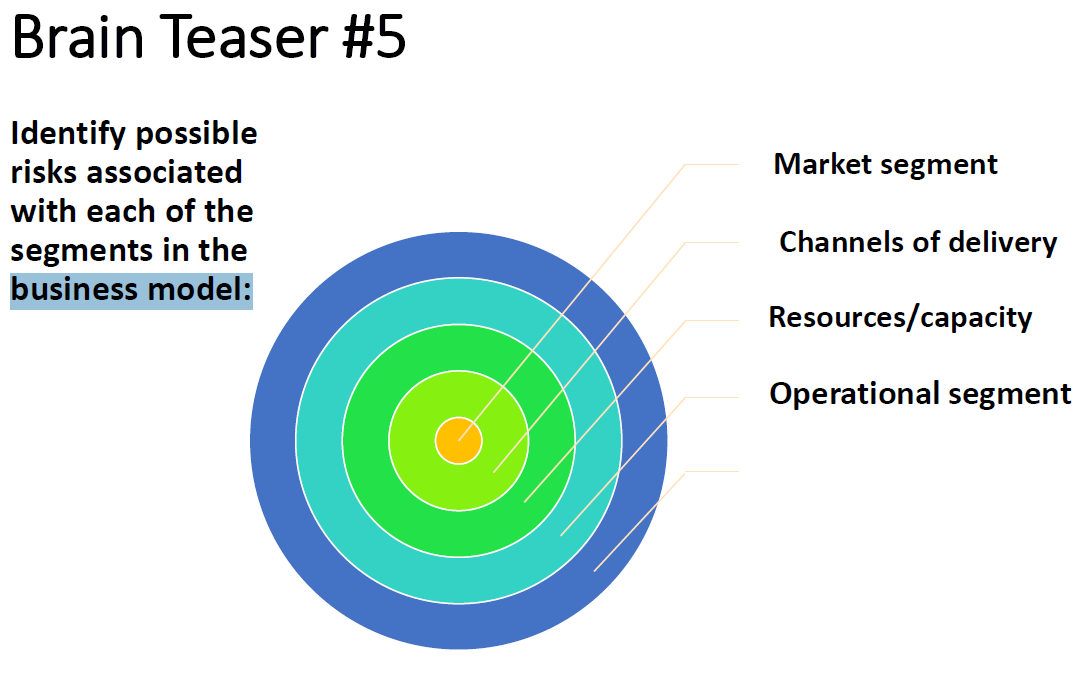 Brain Teaser #5
Identify possible
risks associated
with each of the
segments in the
business model:
Market segment
Channels of delivery
Resources/capacity
Operational segment